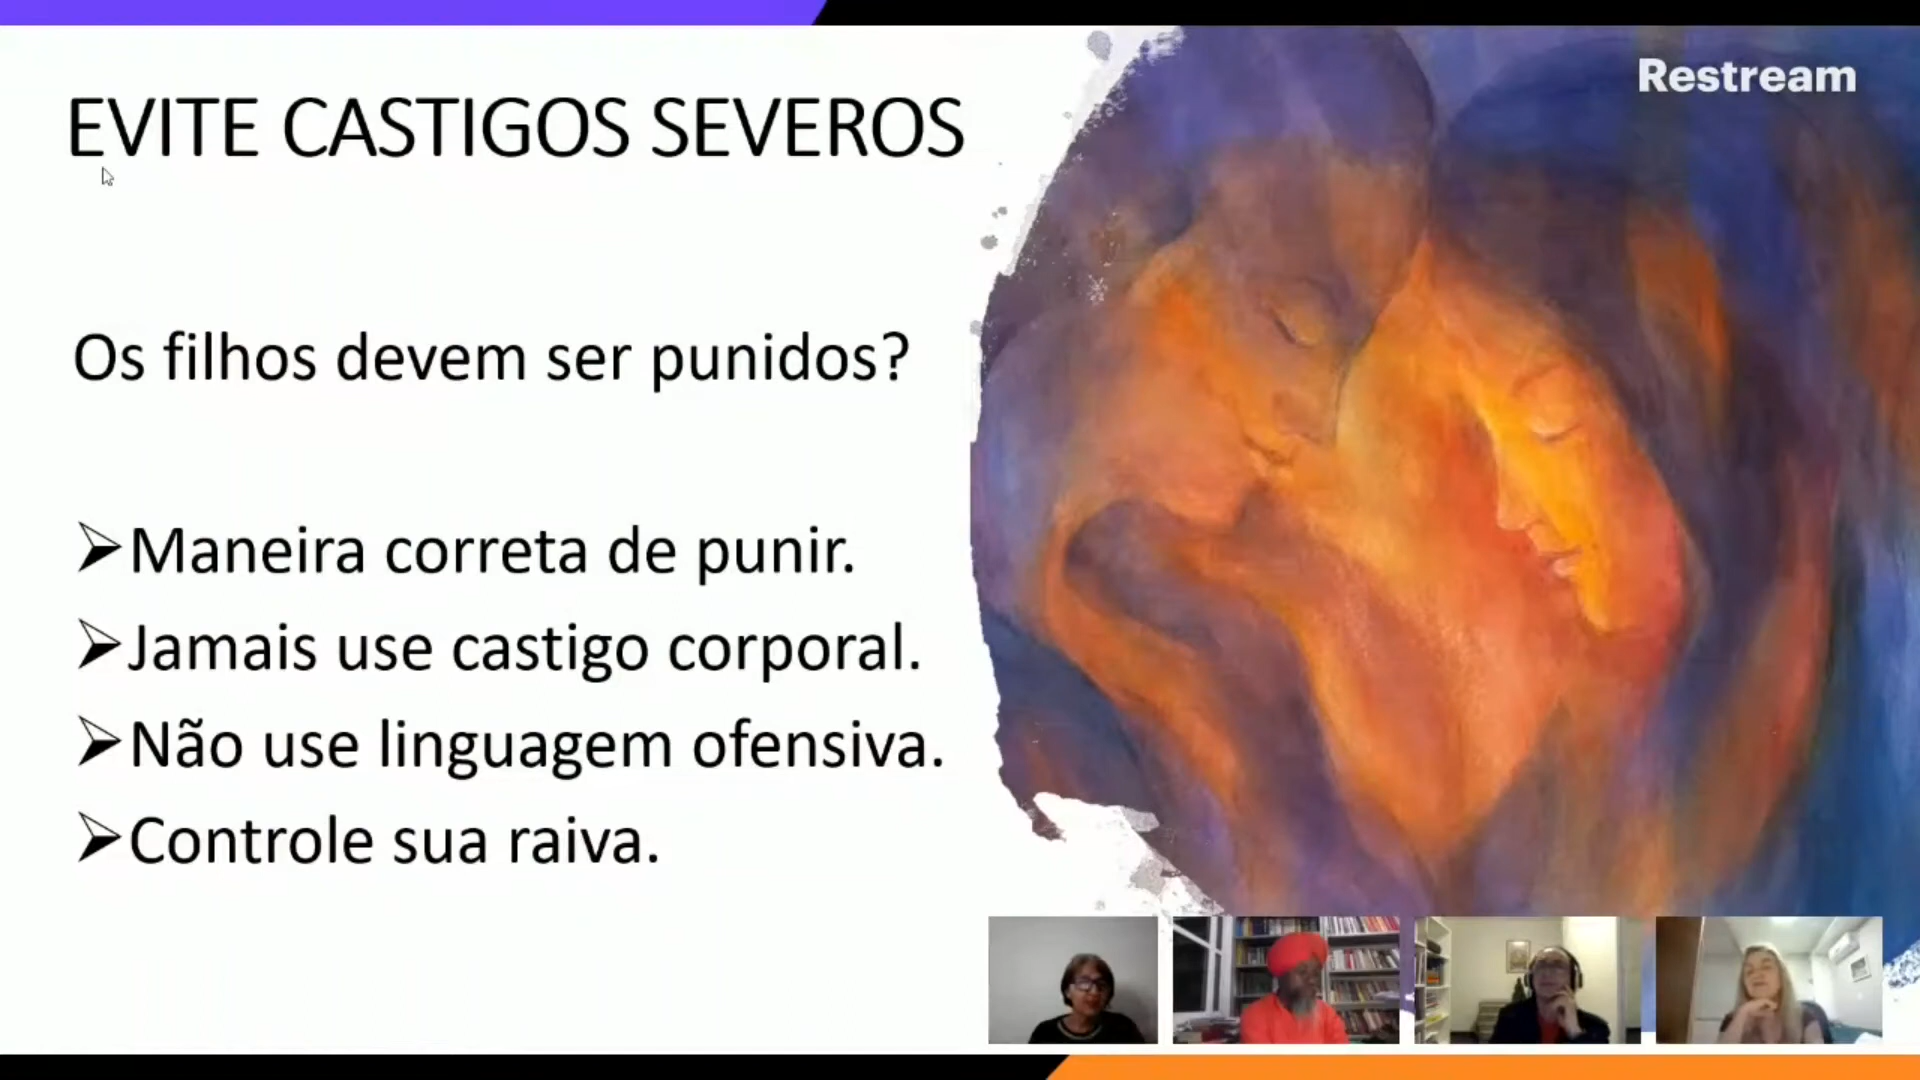 Restream
EVITE CASTIGOS SEVEROS
Os filhos devem ser punidos?
➢Maneira correta de punir.
➢Jamais use castigo corporal.
➢Não use linguagem ofensiva.
➢Controle sua raiva.